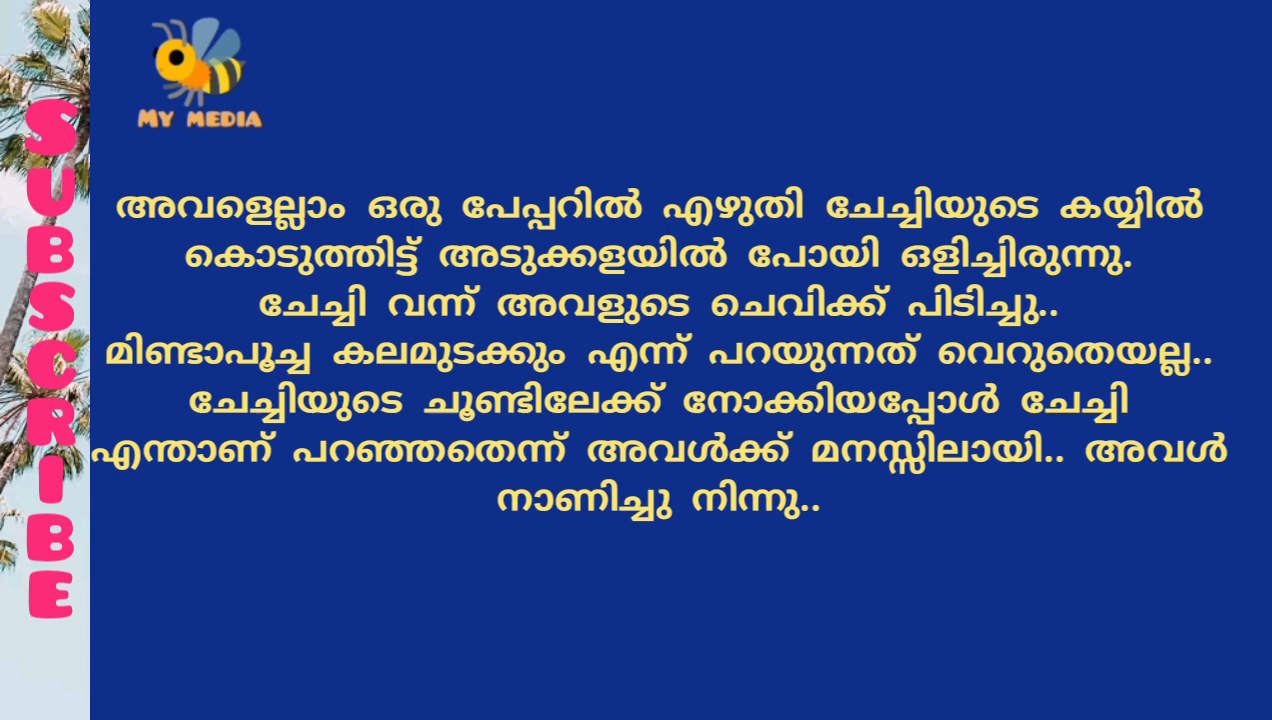 SUBSCRIBE
MY MEDIA
അവളെല്ലാം ഒരു പേപ്പറിൽ എഴുതി ചേച്ചിയുടെ കയ്യിൽ
കൊടുത്തിട്ട് അടുക്കളയിൽ പോയി ഒളിച്ചിരുന്നു.
ചേച്ചി വന്ന് അവളുടെ ചെവിക്ക് പിടിച്ചു..
മിണ്ടാപൂച്ച കലമുടക്കും എന്ന് പറയുന്നത് വെറുതെയല്ല..
ചേച്ചിയുടെ ചൂണ്ടിലേക്ക് നോക്കിയപ്പോൾ ചേച്ചി
എന്താണ് പറഞ്ഞതെന്ന് അവൾക്ക് മനസ്സിലായി.. അവൾ
നാണിച്ചു നിന്നു..